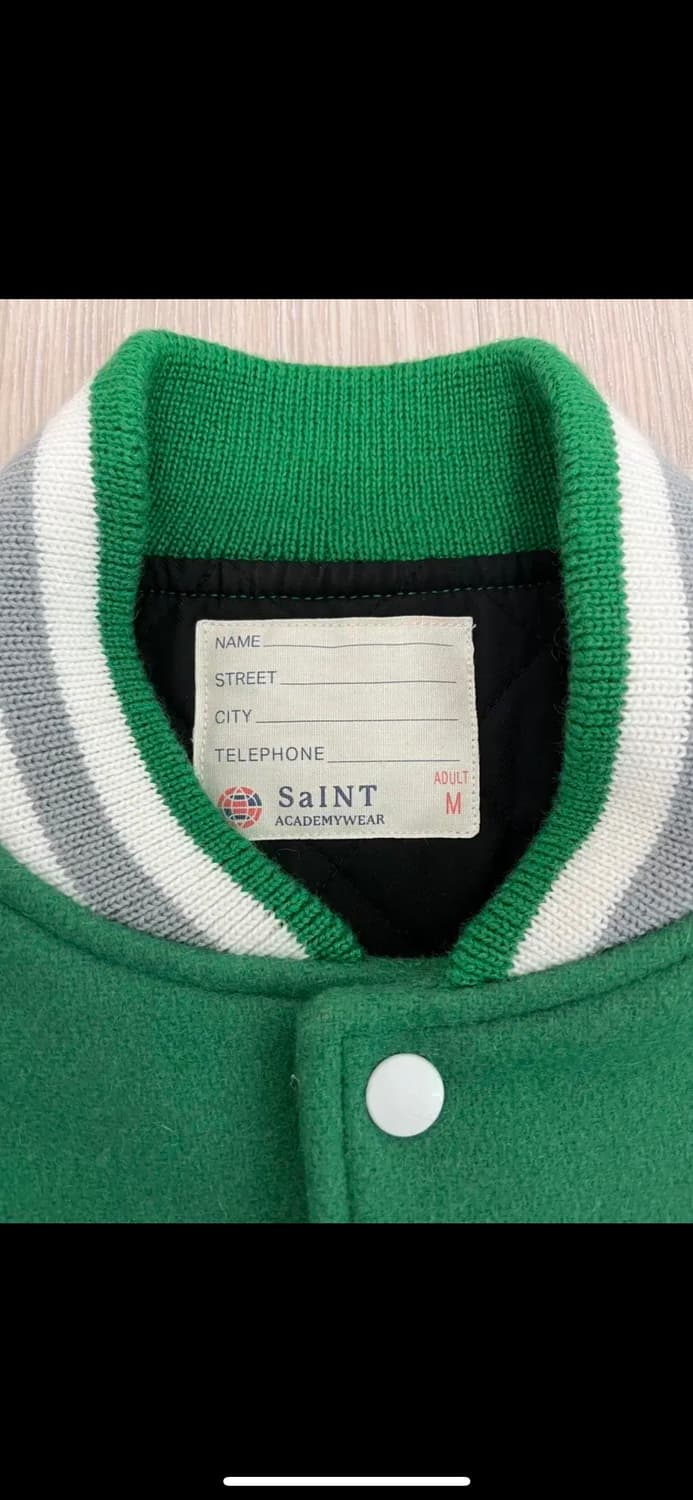 NAME
STREET
CITY
TELEPHONE
ADULT
M
SaINT
ACADEMYWEAR